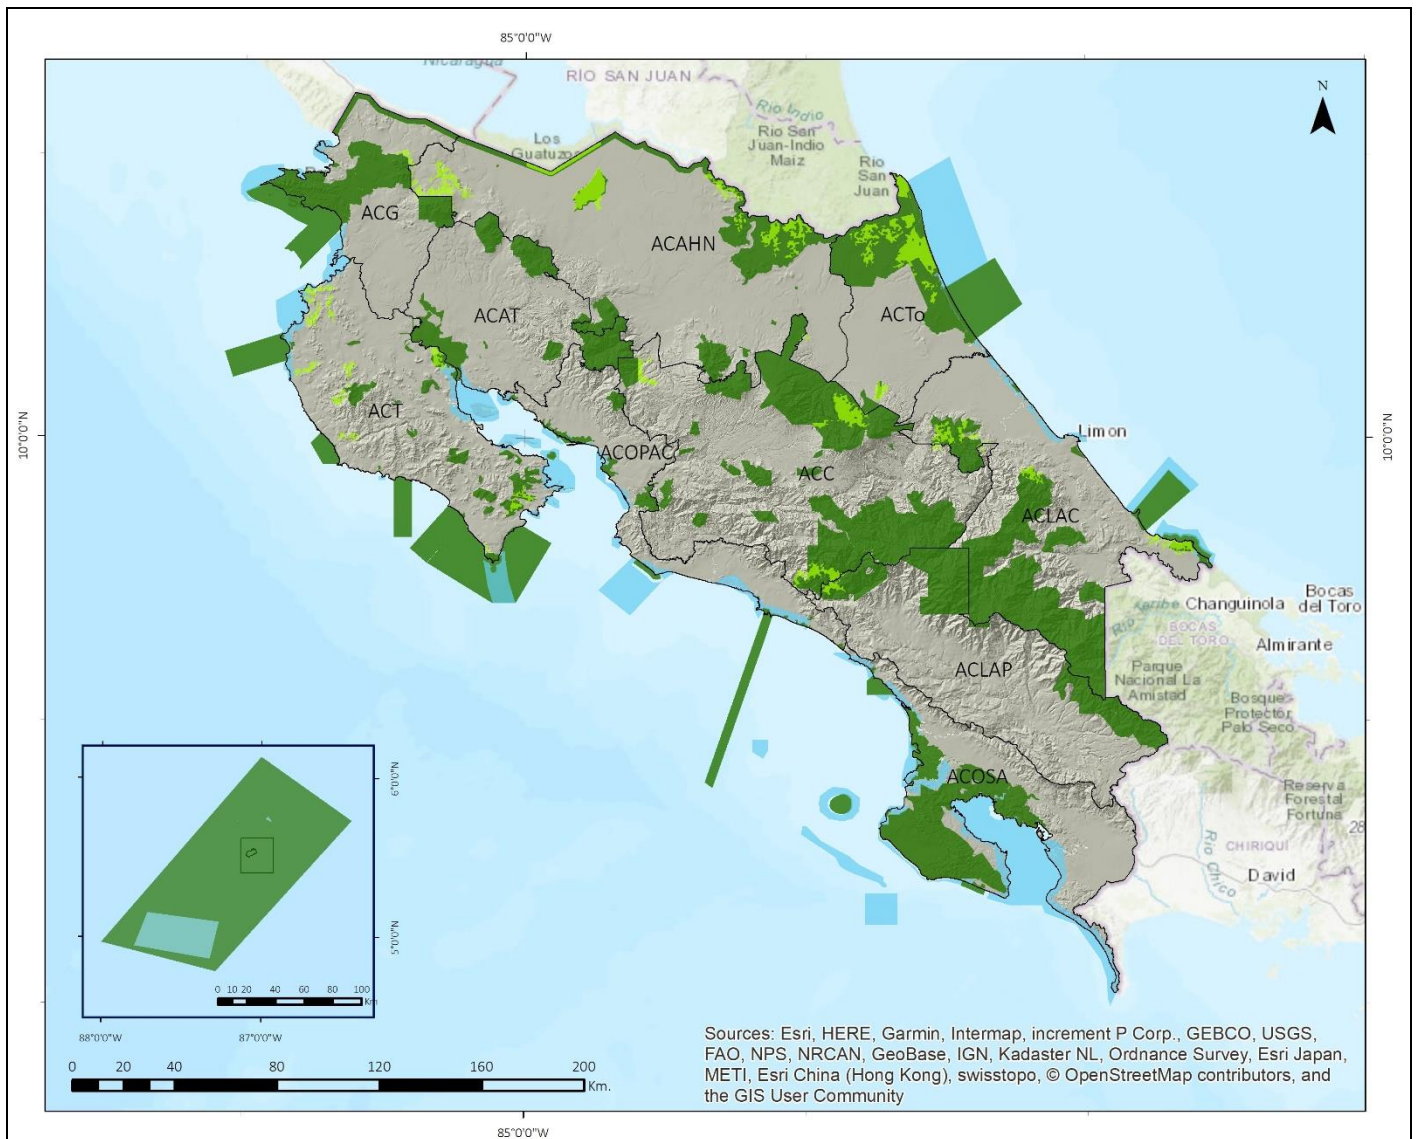 85°0'0"W
Nicaragua
RIO SAN JUAN
N
Rio Indio
Los
Guatuzos
Rio San
Juan-Indio
Maiz
Rio
San
Juan
ACG
ACAHN
ACAT
ACTo
ACT
10°0'0"N
10°0'0"N
Limon
ACOPAC
ACC
ACLAC
Bocas
del Toro
Changuinola
Karibe
BOCAS
DEL TORO
Almirante
ACLAP
Parque
Nacional La
Amistad
Bosque
Protector
Palo Seco
ACOSA
Reserva
Forestal
Fortuna
28
CHIRIQUI
Rio Chico
David
6°0'0"N
5°0'0"N
0 10 20 40 60 80 100
Km
88°0'0"W
87°0'0"W
0 20 40 80 120 160 200
Km.
Sources: Esri, HERE, Garmin, Intermap, increment P Corp., GEBCO, USGS,
FAO, NPS, NRCAN, GeoBase, IGN, Kadaster NL, Ordnance Survey, Esri Japan,
METI, Esri China (Hong Kong), swisstopo, © OpenStreetMap contributors, and
the GIS User Community
85°0'0"W